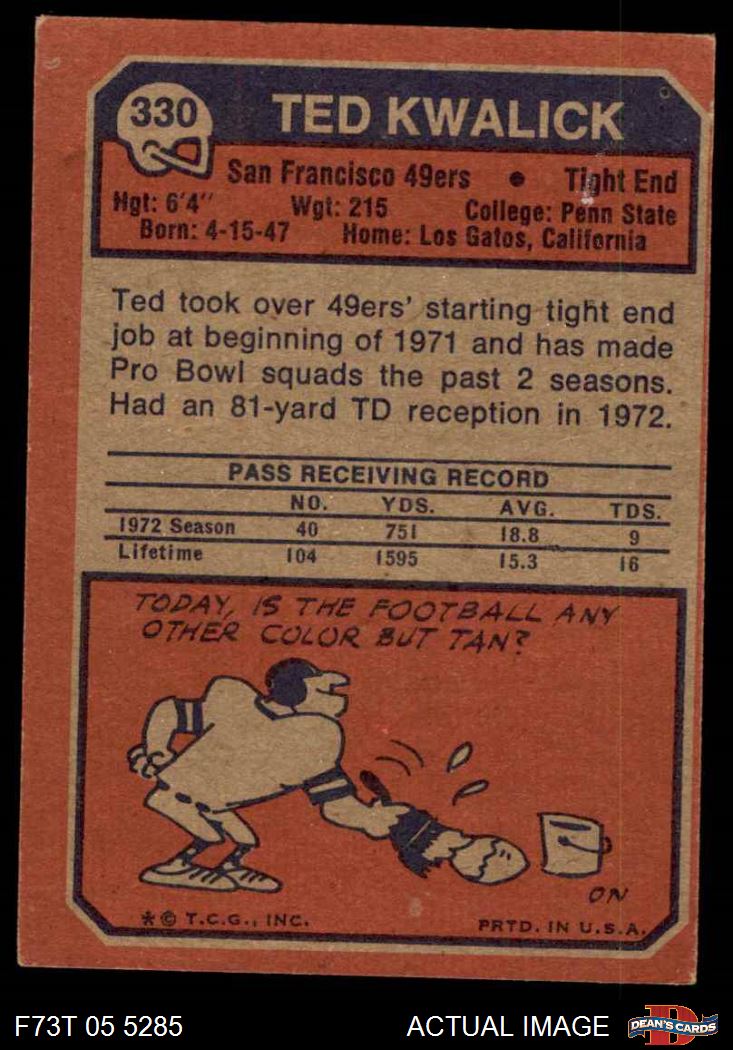 330
TED KWALICK
San Francisco 49ers • Tight End
Hgt: 6'4" Wgt: 215 College: Penn State
Born: 4-15-47 Home: Los Gatos, California
Ted took over 49ers' starting tight end
job at beginning of 1971 and has made
Pro Bowl squads the past 2 seasons.
Had an 81-yard TD reception in 1972.
PASS RECEIVING RECORD
NO. YDS. AVG. TDS.
1972 Season 40 751 18.8 9
Lifetime 104 1595 15.3 16
TODAY, IS THE FOOTBALL ANY
OTHER COLOR BUT TAN?
ON
* © T.C.G., INC. PRTD. IN U.S.A.
F73T 05 5285 ACTUAL IMAGE D DEAN'S CARDS